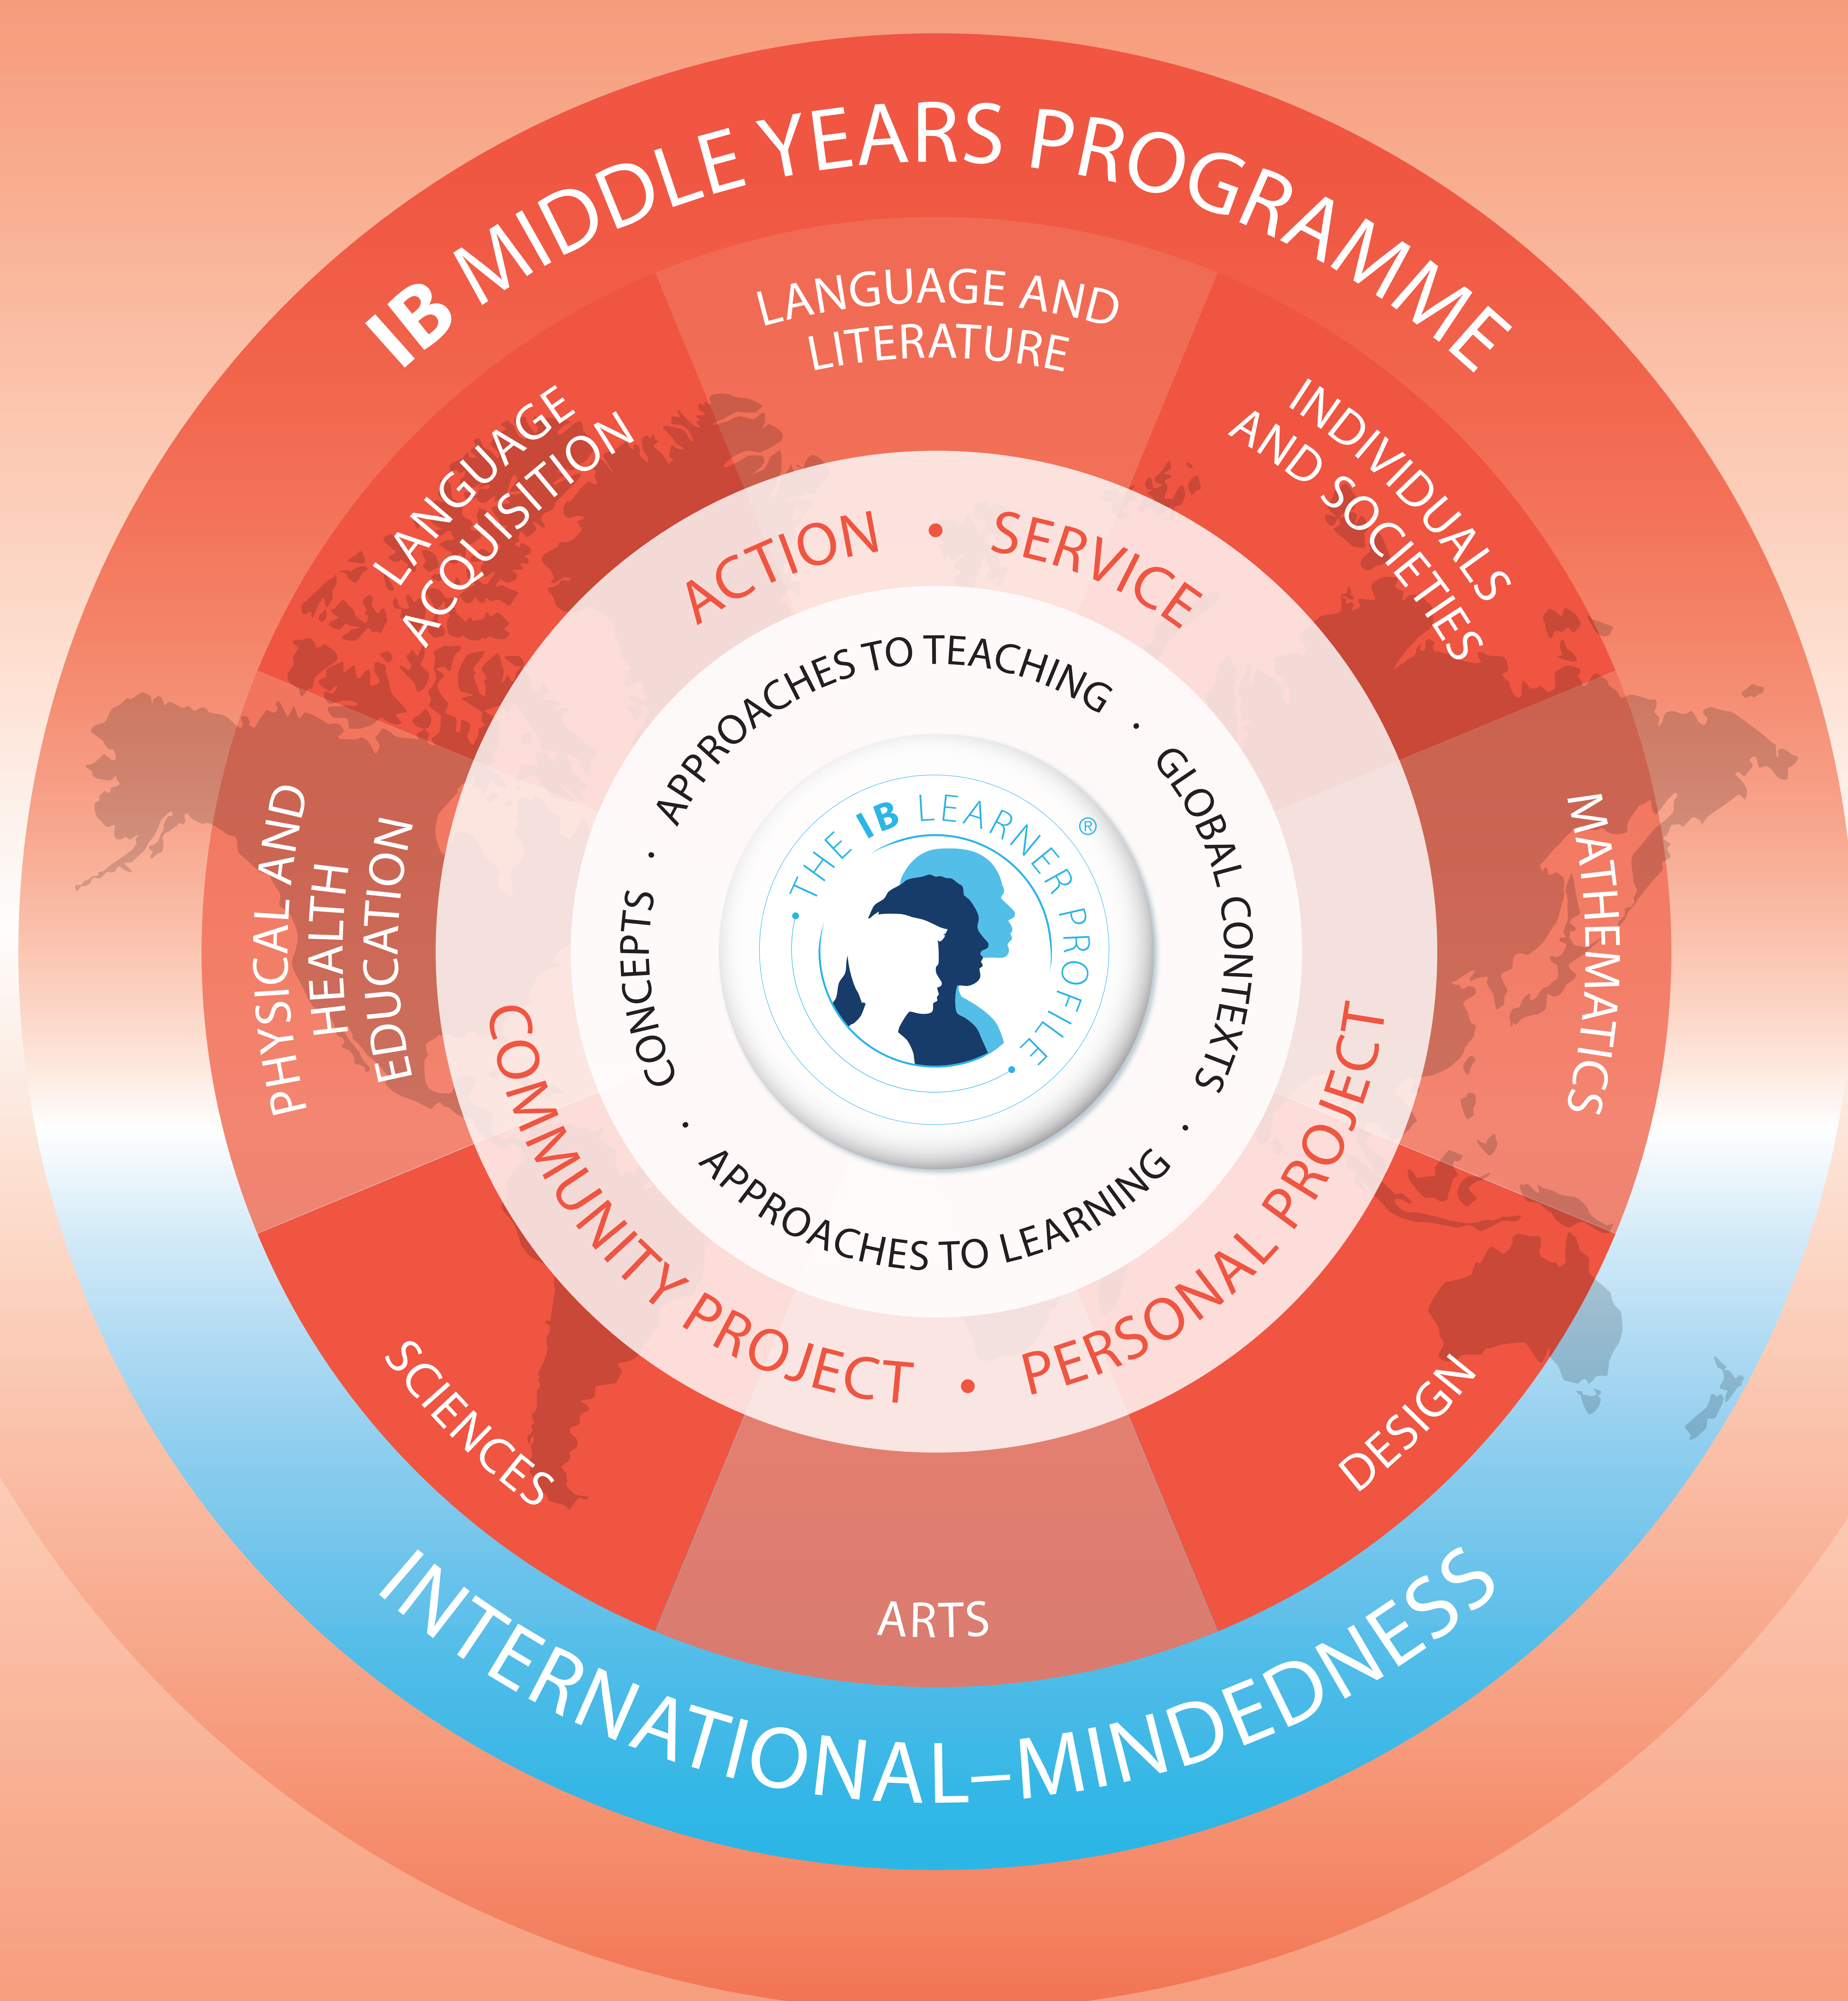 IB MIDDLE YEARS PROGRAMME
LANGUAGE AND
LITERATURE
INDIVIDUALS
AND SOCIETIES
MATHEMATICS
DESIGN
ARTS
SCIENCES
PHYSICAL AND
HEALTH
EDUCATION
LANGUAGE
ACQUISITION
ACTION • SERVICE
PERSONAL PROJECT
COMMUNITY PROJECT •
APPROACHES TO TEACHING ·
GLOBAL CONTEXTS ·
APPROACHES TO LEARNING ·
CONCEPTS ·
• THE IB LEARNER PROFILE •
®
INTERNATIONAL–MINDEDNESS